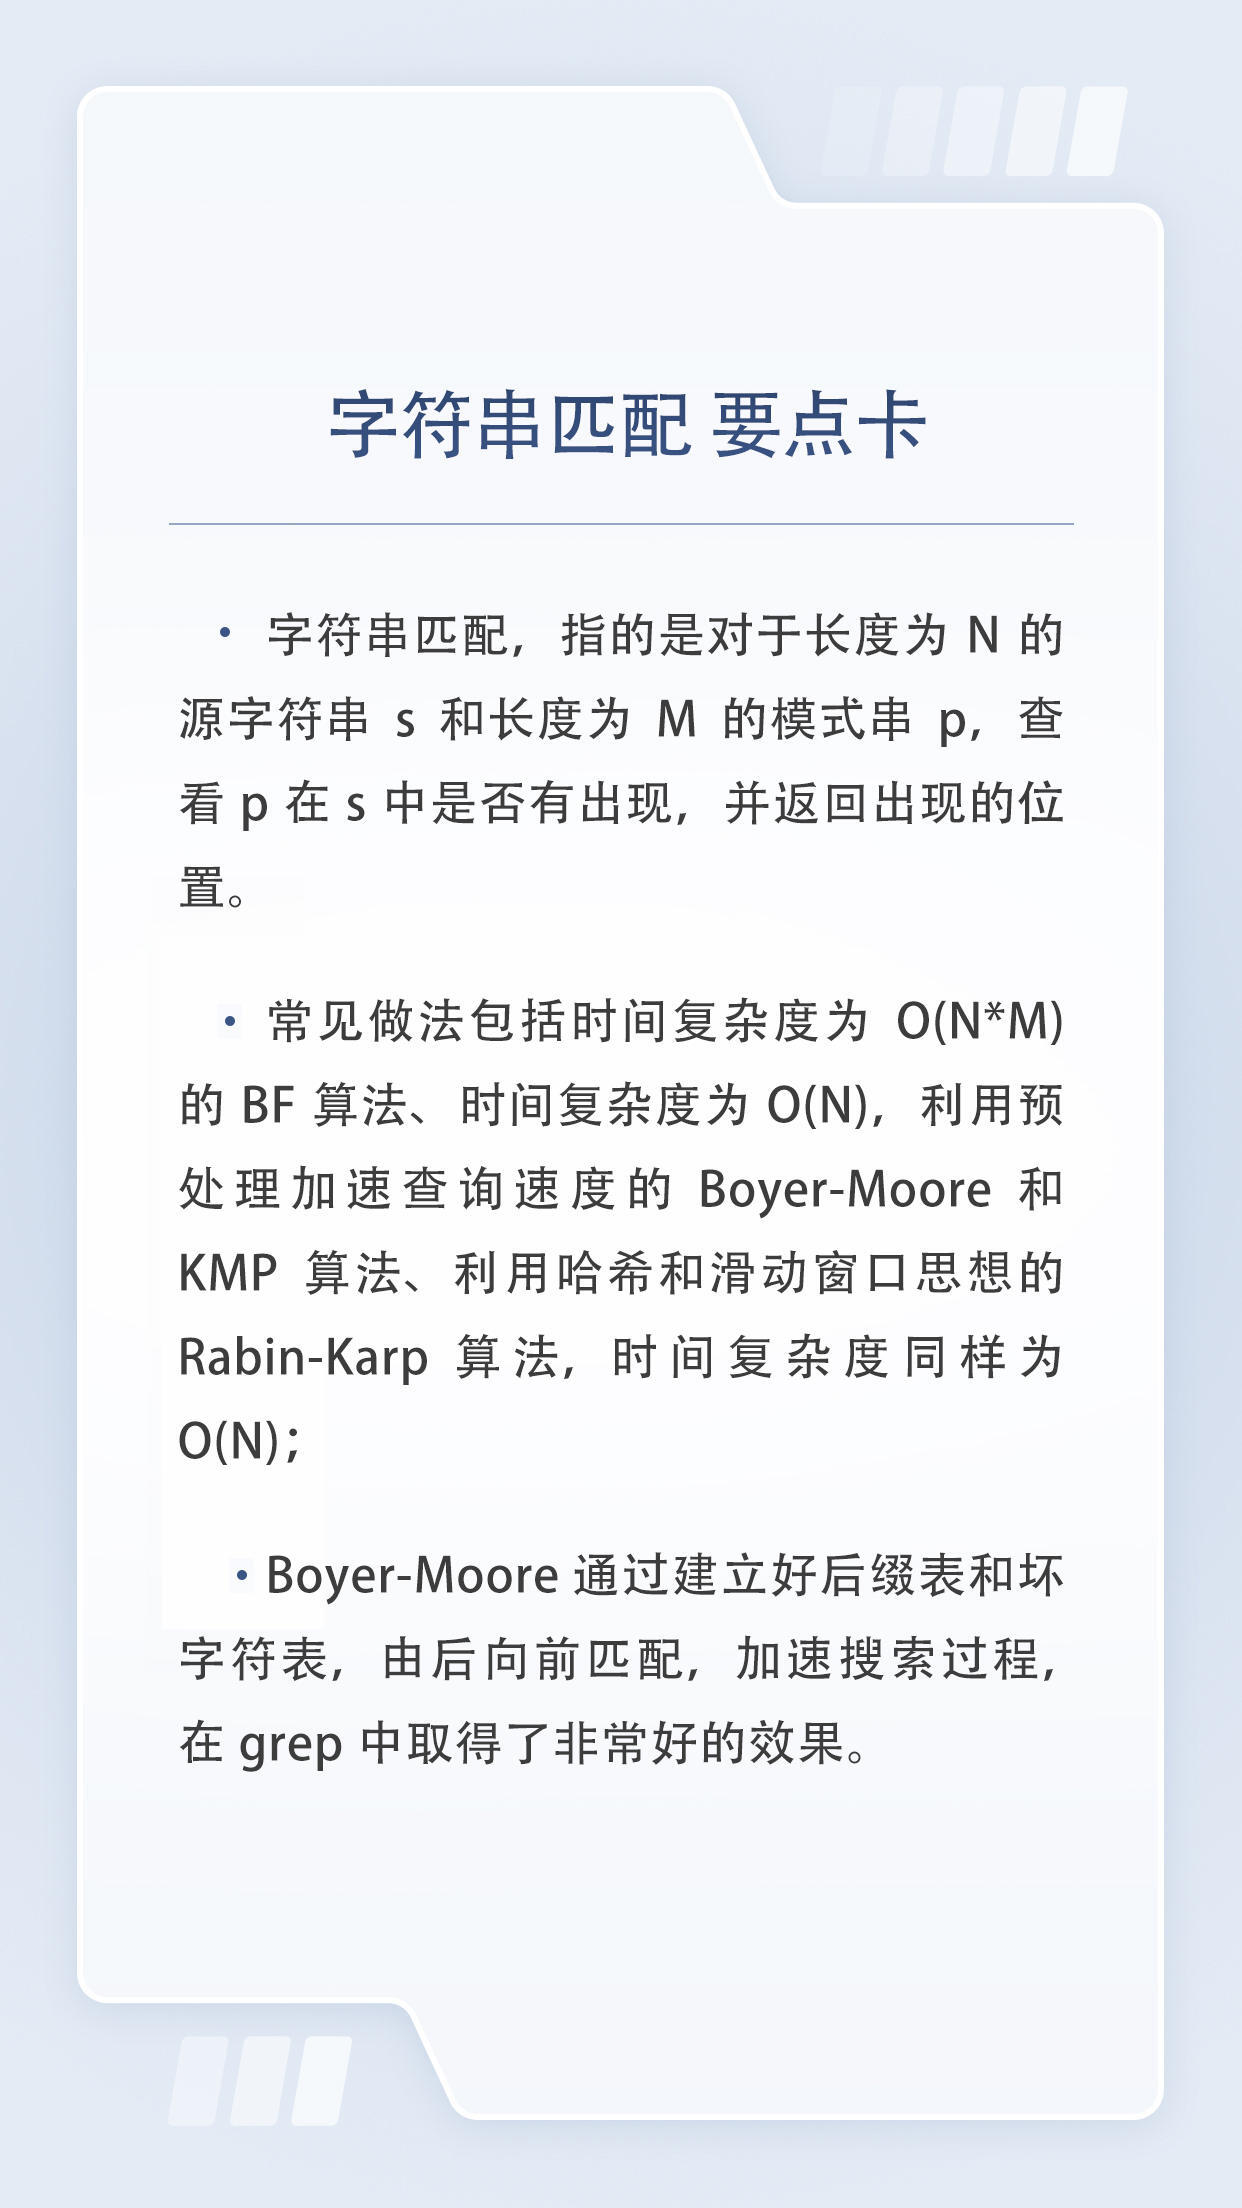 字符串匹配 要点卡
• 字符串匹配，指的是对于长度为 N 的
源字符串 s 和长度为 M 的模式串 p，查
看 p 在 s 中是否有出现，并返回出现的位
置。
• 常见做法包括时间复杂度为 O(N*M)
的 BF 算法、时间复杂度为 O(N)，利用预
处理加速查询速度的 Boyer-Moore 和
KMP 算法、利用哈希和滑动窗口思想的
Rabin-Karp 算法，时间复杂度同样为
O(N)；
• Boyer-Moore 通过建立好后缀表和坏
字符表，由后向前匹配，加速搜索过程，
在 grep 中取得了非常好的效果。